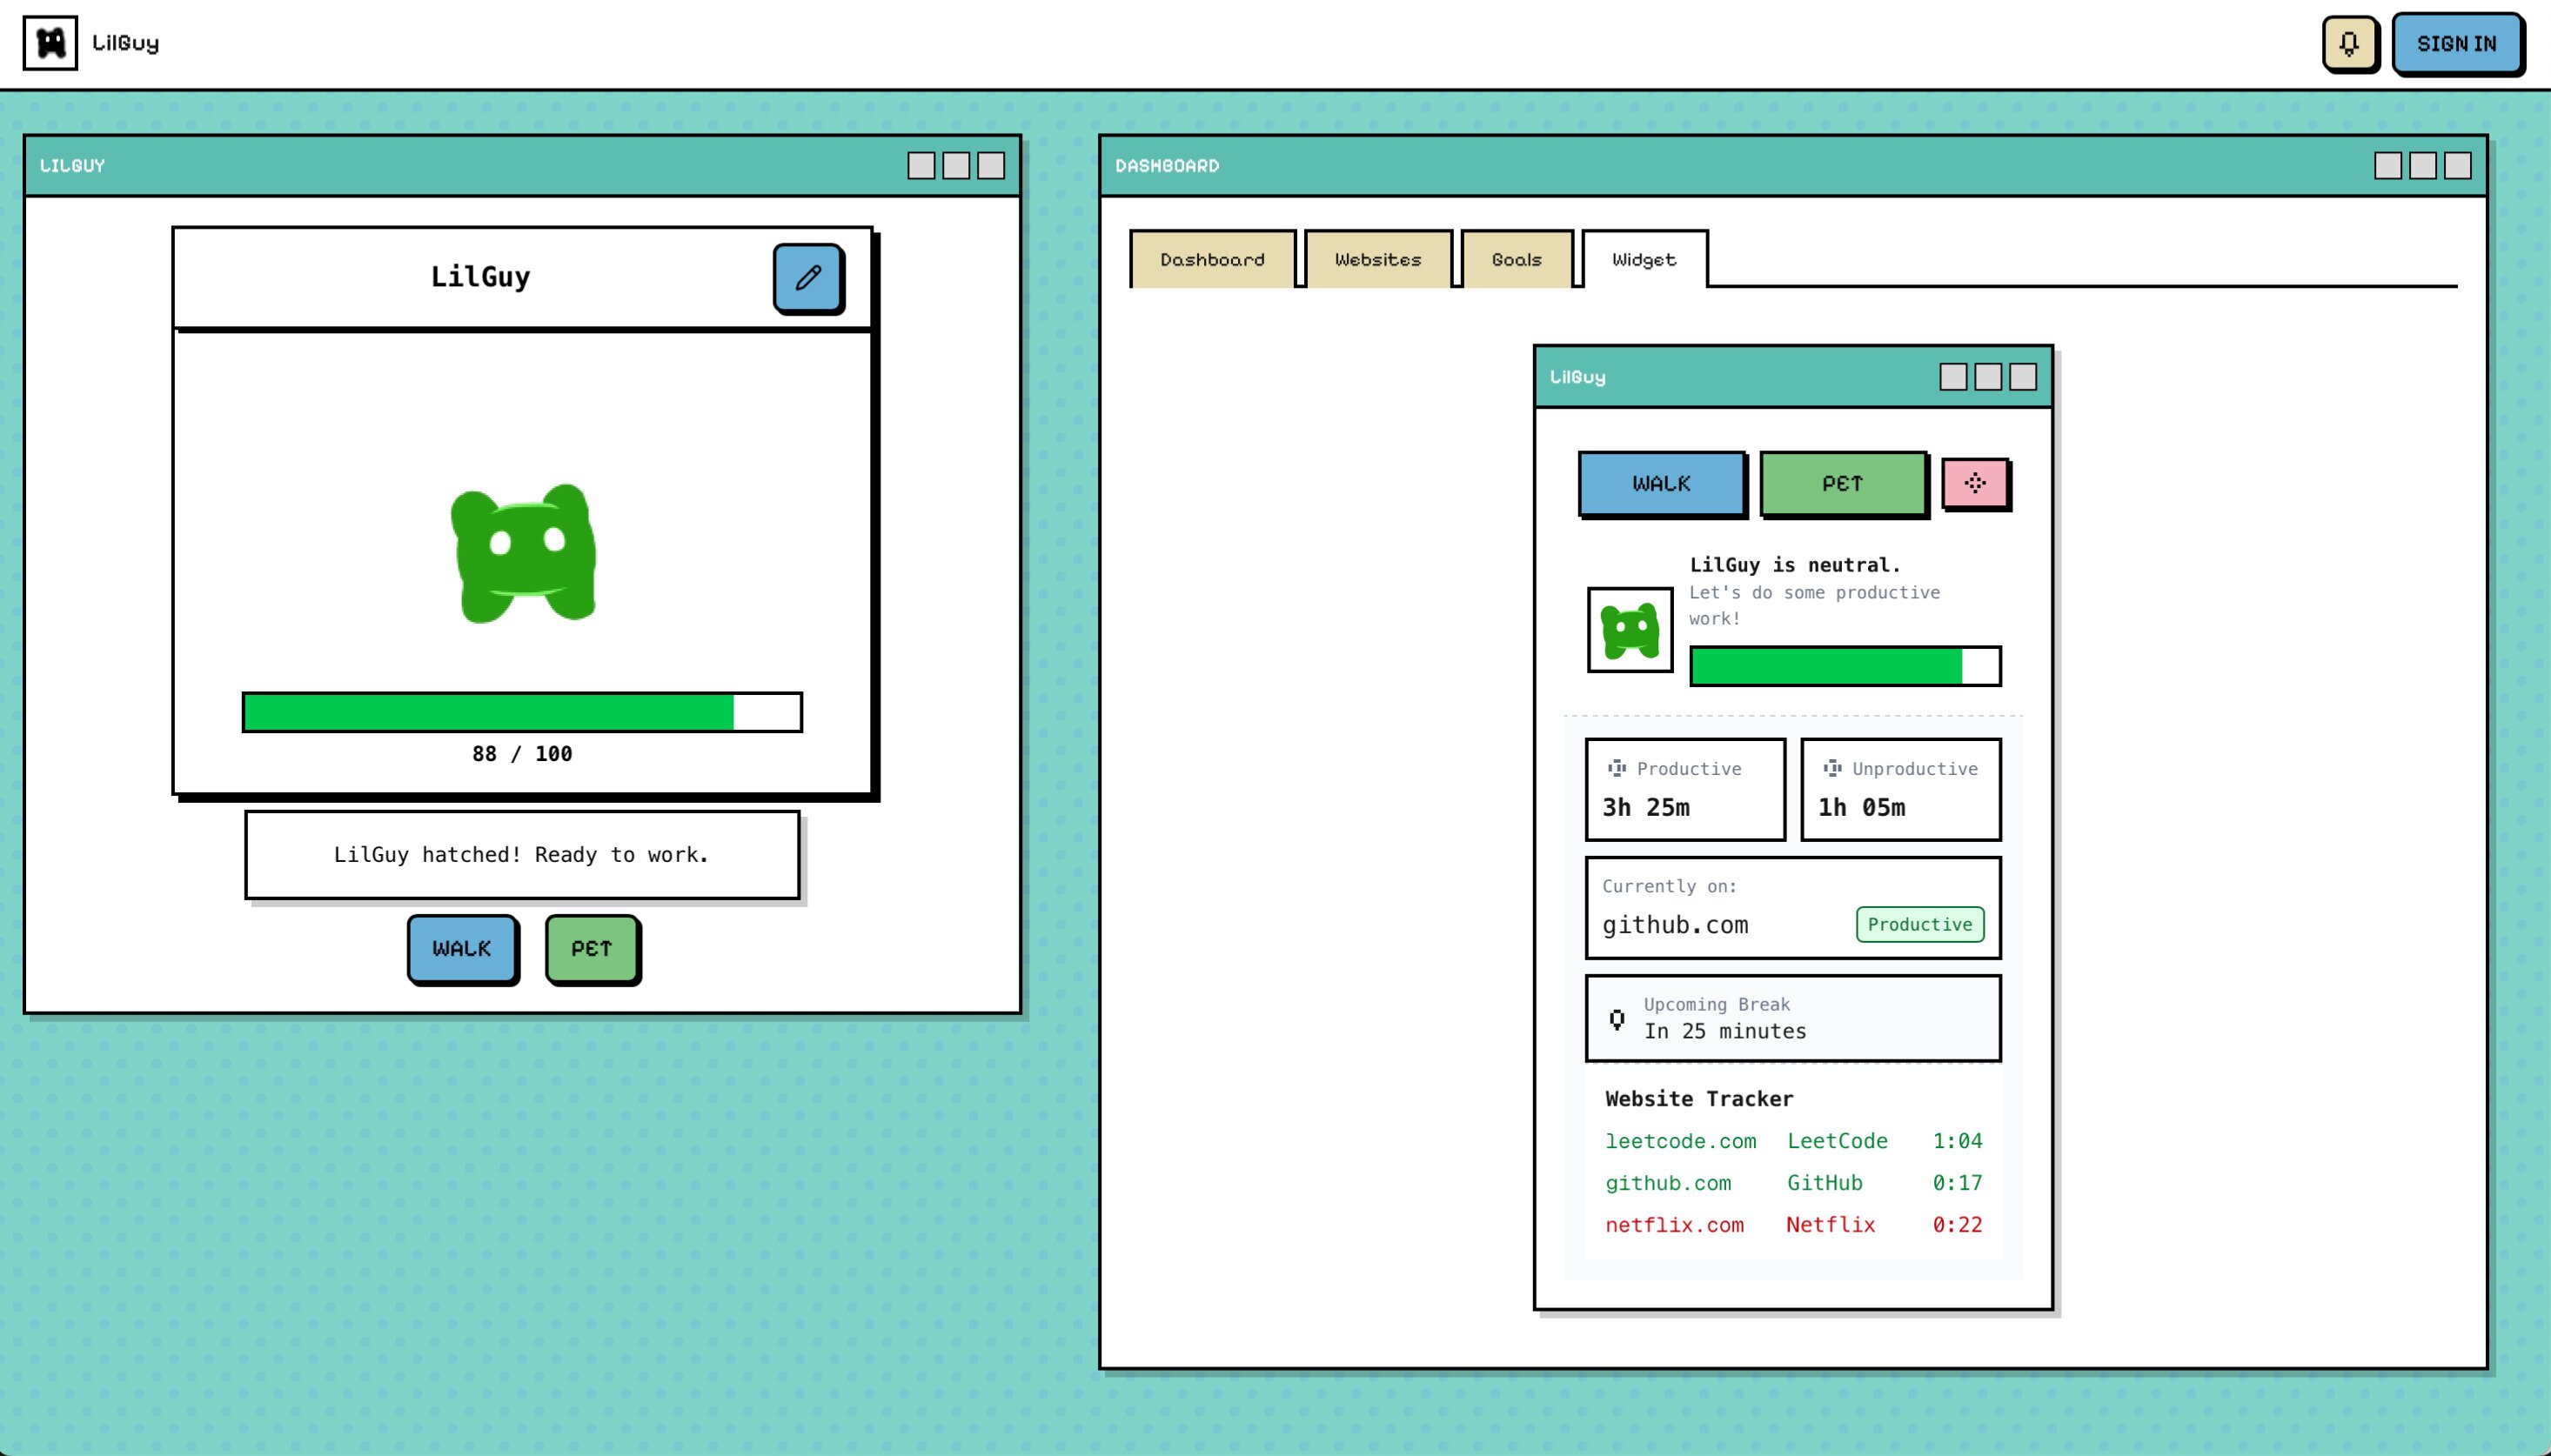 LilGuy
SIGN IN
LILGUY
LilGuy
88 / 100
LilGuy hatched! Ready to work.
WALK
PET
DASHBOARD
Dashboard
Websites
Goals
Widget
LilGuy
WALK
PET
LilGuy is neutral.
Let's do some productive
work!
Productive
3h 25m
Unproductive
1h 05m
Currently on:
github.com
Productive
Upcoming Break
In 25 minutes
Website Tracker
leetcode.com LeetCode 1:04
github.com GitHub 0:17
netflix.com Netflix 0:22